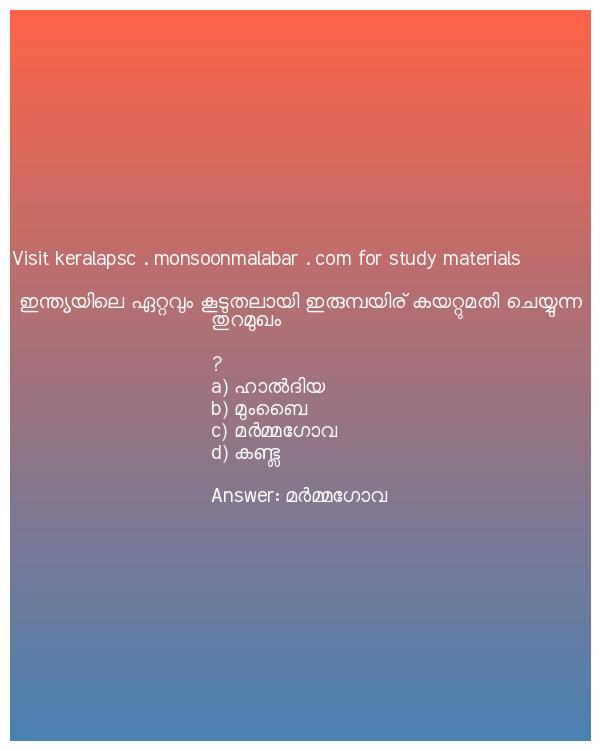 Visit keralapsc . monsoonmalabar . com for study materials
ഇന്ത്യയിലെ ഏറ്റവും കൂടുതലായി ഇരുമ്പയിര് കയറ്റുമതി ചെയ്യുന്ന
തുറമുഖം
?
a) ഹാൽദിയ
b) മുംബൈ
c) മർമ്മഗോവ
d) കണ്ട്ല
Answer: മർമ്മഗോവ